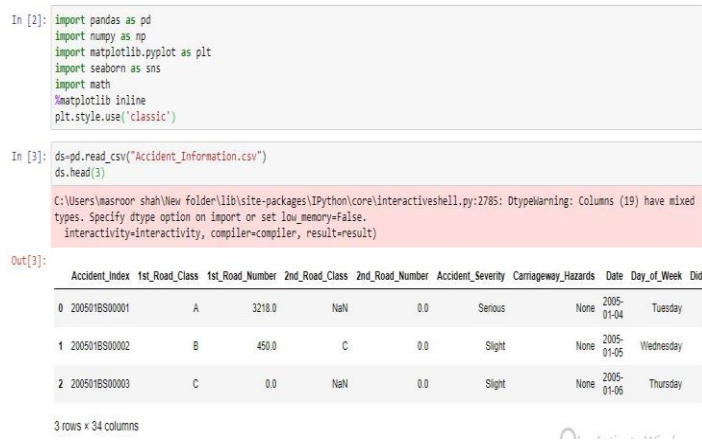 In [2]: import pandas as pd
import numpy as np
import matplotlib.pyplot as plt
import seaborn as sns
import math
%matplotlib inline
plt.style.use('classic')
In [3]: ds=pd.read_csv("Accident_Information.csv")
ds.head(3)
C:\Users\masroor shah\New folder\lib\site-packages\IPython\core\interactiveshell.py:2785: DtypeWarning: Columns (19) have mixed
types. Specify dtype option on import or set low_memory=False.
interactivity=interactivity, compiler=compiler, result=result)
Out[3]:
Accident_Index 1st_Road_Class 1st_Road_Number 2nd_Road_Class 2nd_Road_Number Accident_Severity Carriageway_Hazards Date Day_of_Week Did
0 200501BS00001 A 3218.0 NaN 0.0 Serious None 2005-01-04 Tuesday
1 200501BS00002 B 450.0 C 0.0 Slight None 2005-01-05 Wednesday
2 200501BS00003 C 0.0 NaN 0.0 Slight None 2005-01-06 Thursday
3 rows × 34 columns